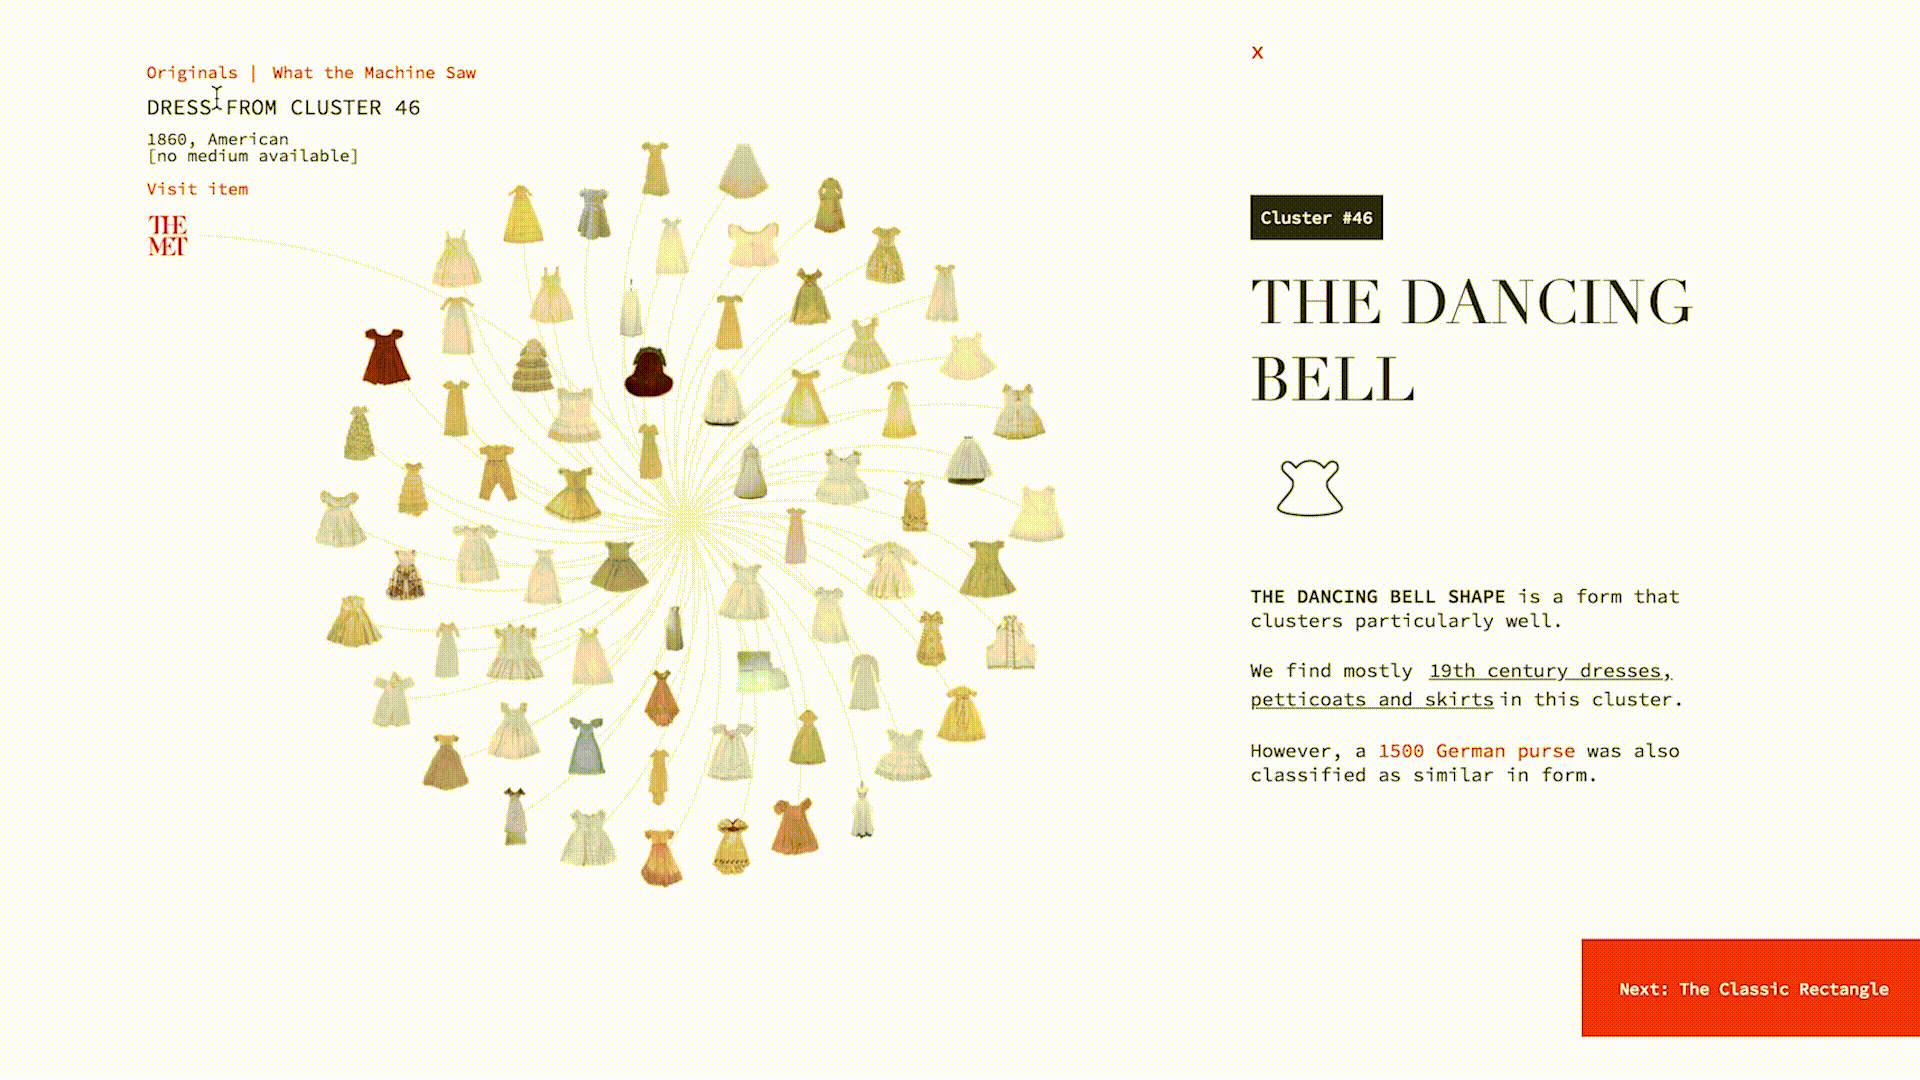 Originals | What the Machine Saw
DRESS FROM CLUSTER 46
1860, American
[no medium available]
Visit item
THE
MET
x
Cluster #46
THE DANCING
BELL
THE DANCING BELL SHAPE is a form that
clusters particularly well.
We find mostly 19th century dresses,
petticoats and skirts in this cluster.
However, a 1500 German purse was also
classified as similar in form.
Next: The Classic Rectangle